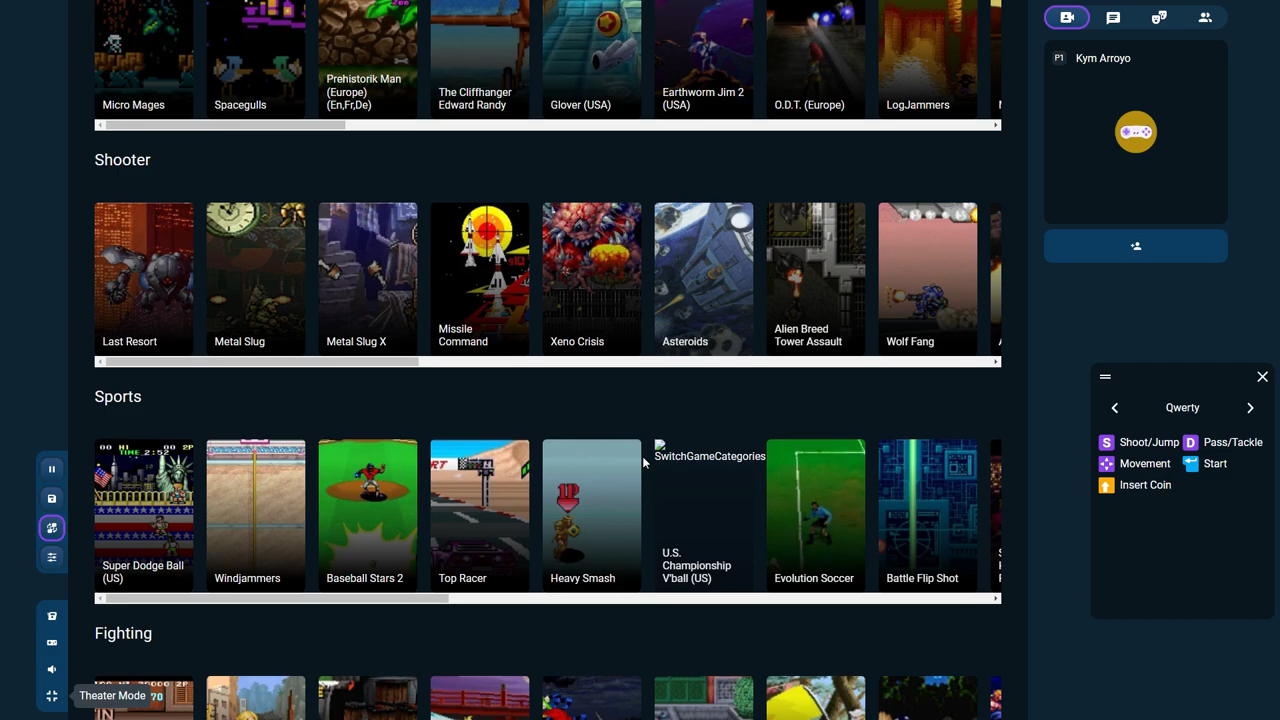 Micro Mages
Spacegulls
Prehistorik Man
(Europe)
(En,Fr,De)
The Cliffhanger
Edward Randy
Glover (USA)
Earthworm Jim 2
(USA)
O.D.T. (Europe)
LogJammers
Shooter
Last Resort
Metal Slug
Metal Slug X
Missile
Command
Xeno Crisis
Asteroids
Alien Breed
Tower Assault
Wolf Fang
Sports
Super Dodge Ball
(US)
Windjammers
Baseball Stars 2
Top Racer
1P
Heavy Smash
SwitchGameCategories
U.S.
Championship
V'ball (US)
Evolution Soccer
Battle Flip Shot
Fighting
Theater Mode
P1 Kym Arroyo
Qwerty
S Shoot/Jump D Pass/Tackle
Movement Start
Insert Coin